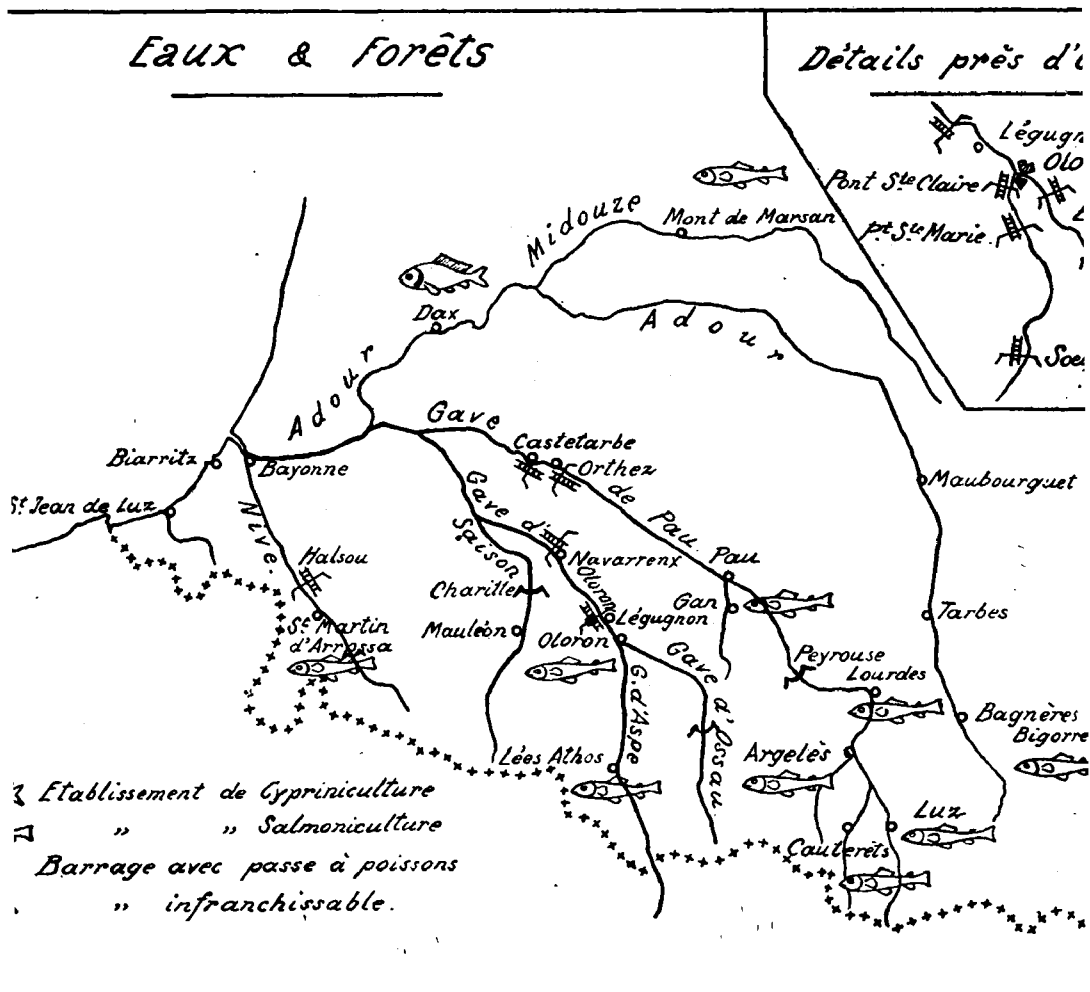 Eaux & Forêts
Détails près d'
Légugn
Olo
Pont Ste Claire
pt. Ste Marie.
Midouze
Mont de Marsan
Dax
Adour
Adour
Gave
de
Pau
Castetarbe
Orthez
Biarritz
Bayonne
Maubourguet
St Jean de Luz
Nive.
Gave
d'
Oloron
Saison
Navarrenx
Pau
Halsou
Charille
Gan
Légugnon
Tarbes
St Martin
d'Arrossa
Mauléon
Oloron
Gave d'Ossau.
Peyrouse
Lourdes
G. d'Aspe
Bagnères
Bigorre
Lées Athos
Argelès
Luz
Cauterêts
Etablissement de Cypriniculture
" " Salmoniculture
Barrage avec passe à poissons
" infranchissable.